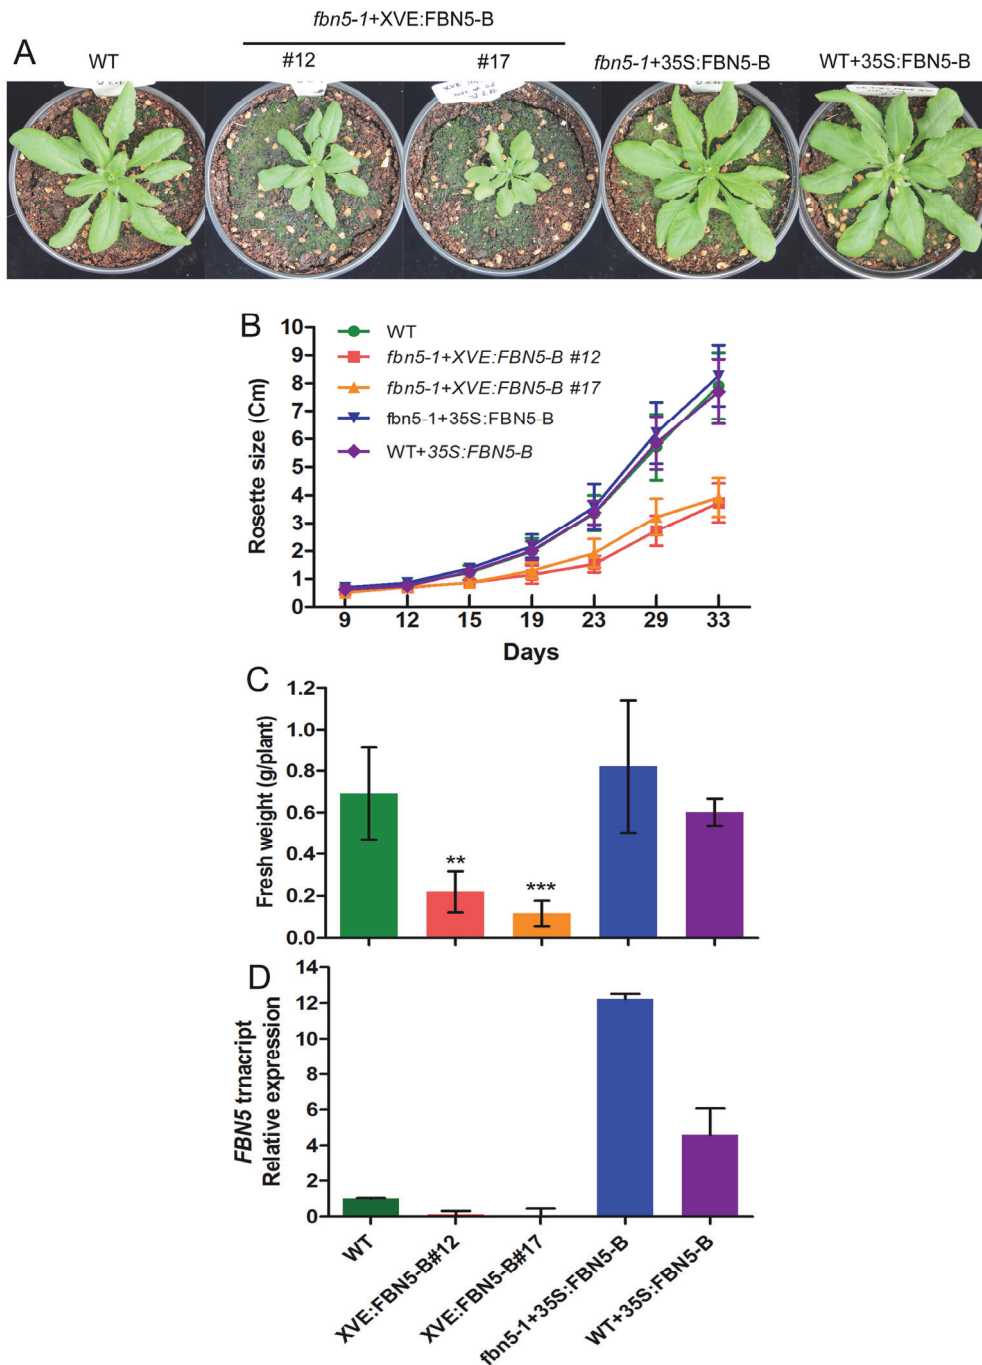 fbn5-1+XVE:FBN5-B
A
WT
#12
#17
fbn5-1+35S:FBN5-B
WT+35S:FBN5-B
B
10
9
8
7
6
5
4
3
2
1
0
Rosette size (Cm)
WT
fbn5-1+XVE:FBN5-B #12
fbn5-1+XVE:FBN5-B #17
fbn5-1+35S:FBN5-B
WT+35S:FBN5-B
9 12 15 19 23 29 33
Days
C
1.2
1.0
0.8
0.6
0.4
0.2
0.0
Fresh weight (g/plant)
**
***
D
14
12
10
8
6
4
2
0
FBN5 trnacript
Relative expression
WT
XVE:FBN5-B#12
XVE:FBN5-B#17
fbn5-1+35S:FBN5-B
WT+35S:FBN5-B